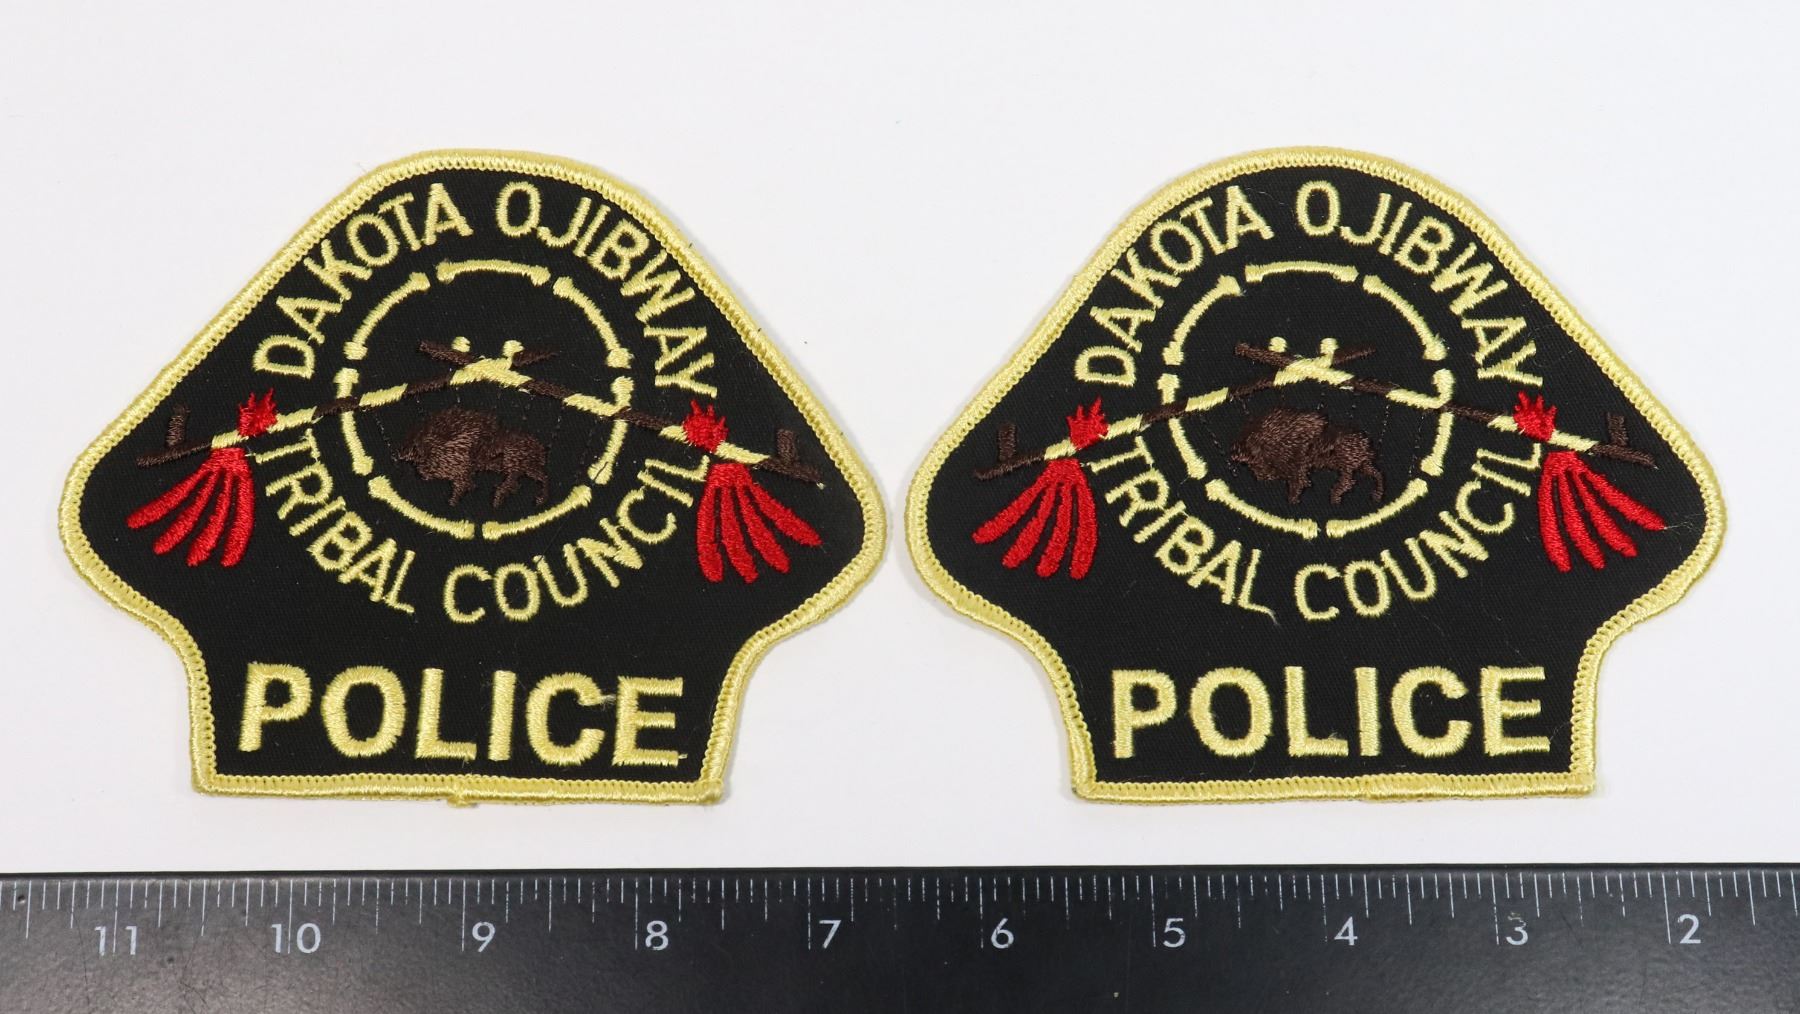 DAKOTA OJIBWAY
TRIBAL COUNCIL
POLICE
DAKOTA OJIBWAY
TRIBAL COUNCIL
POLICE
11 10 9 8 7 6 5 4 3 2